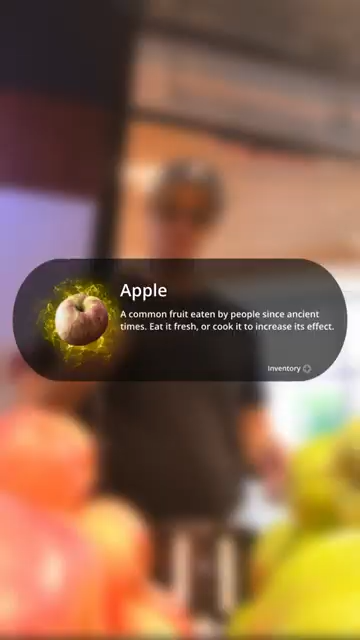 Apple
A common fruit eaten by people since ancient
times. Eat it fresh, or cook it to increase its effect.
Inventory